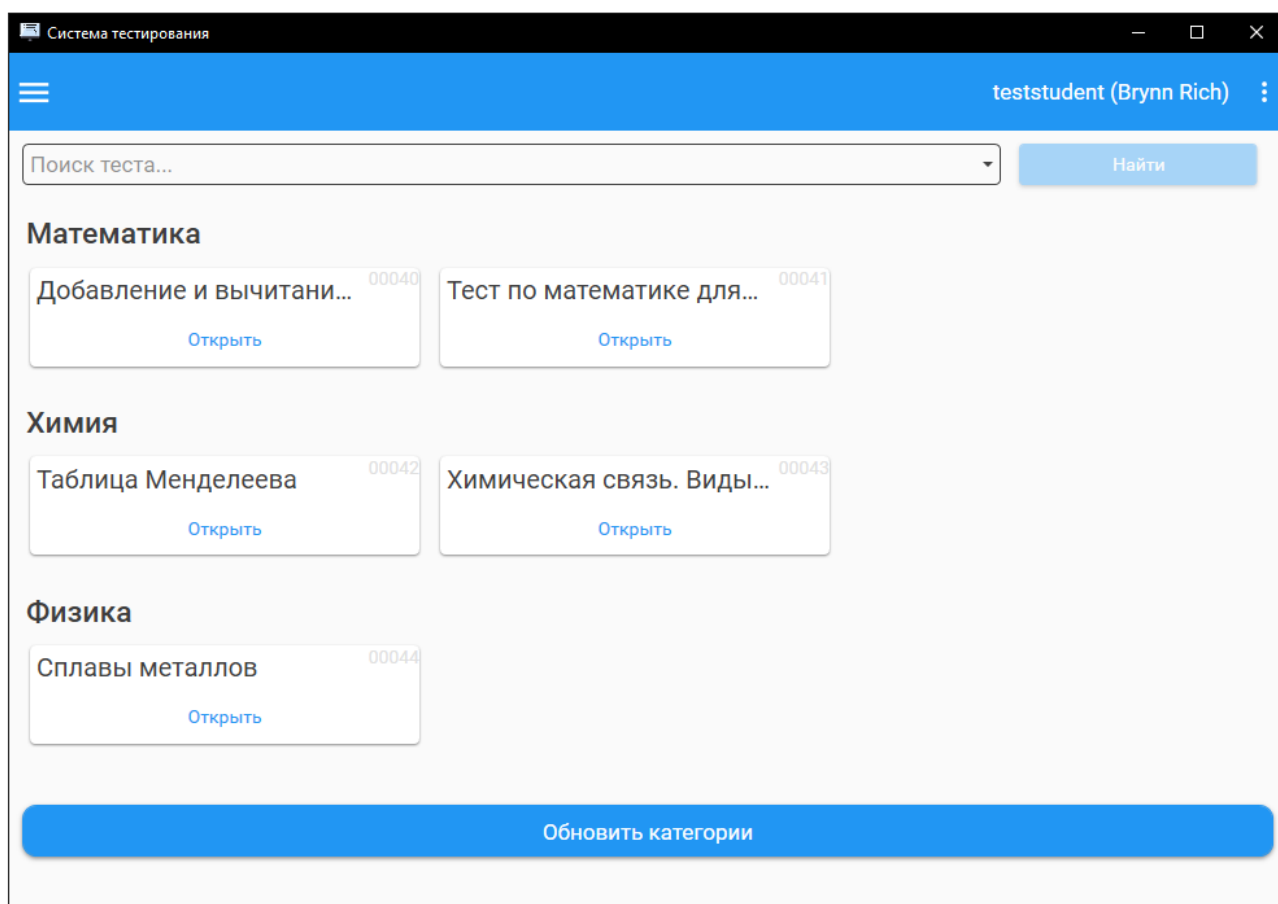 Система тестирования
teststudent (Brynn Rich)
Поиск теста...
Найти
Математика
Добавление и вычитани...
00040
Тест по математике для...
00041
Открыть
Открыть
Химия
Таблица Менделеева
00042
Химическая связь. Виды...
00043
Открыть
Открыть
Физика
Сплавы металлов
00044
Открыть
Обновить категории